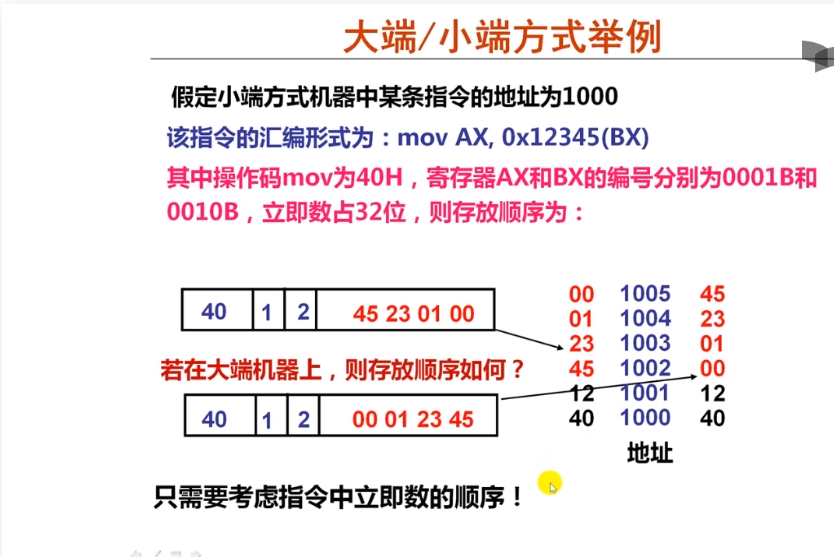 大端/小端方式举例
假定小端方式机器中某条指令的地址为1000
该指令的汇编形式为：mov AX, 0x12345(BX)
其中操作码mov为40H，寄存器AX和BX的编号分别为0001B和
0010B，立即数占32位，则存放顺序为：
40 1 2 45 23 01 00
00 1005 45
01 1004 23
23 1003 01
45 1002 00
12 1001 12
40 1000 40
地址
若在大端机器上，则存放顺序如何？
40 1 2 00 01 23 45
只需要考虑指令中立即数的顺序！